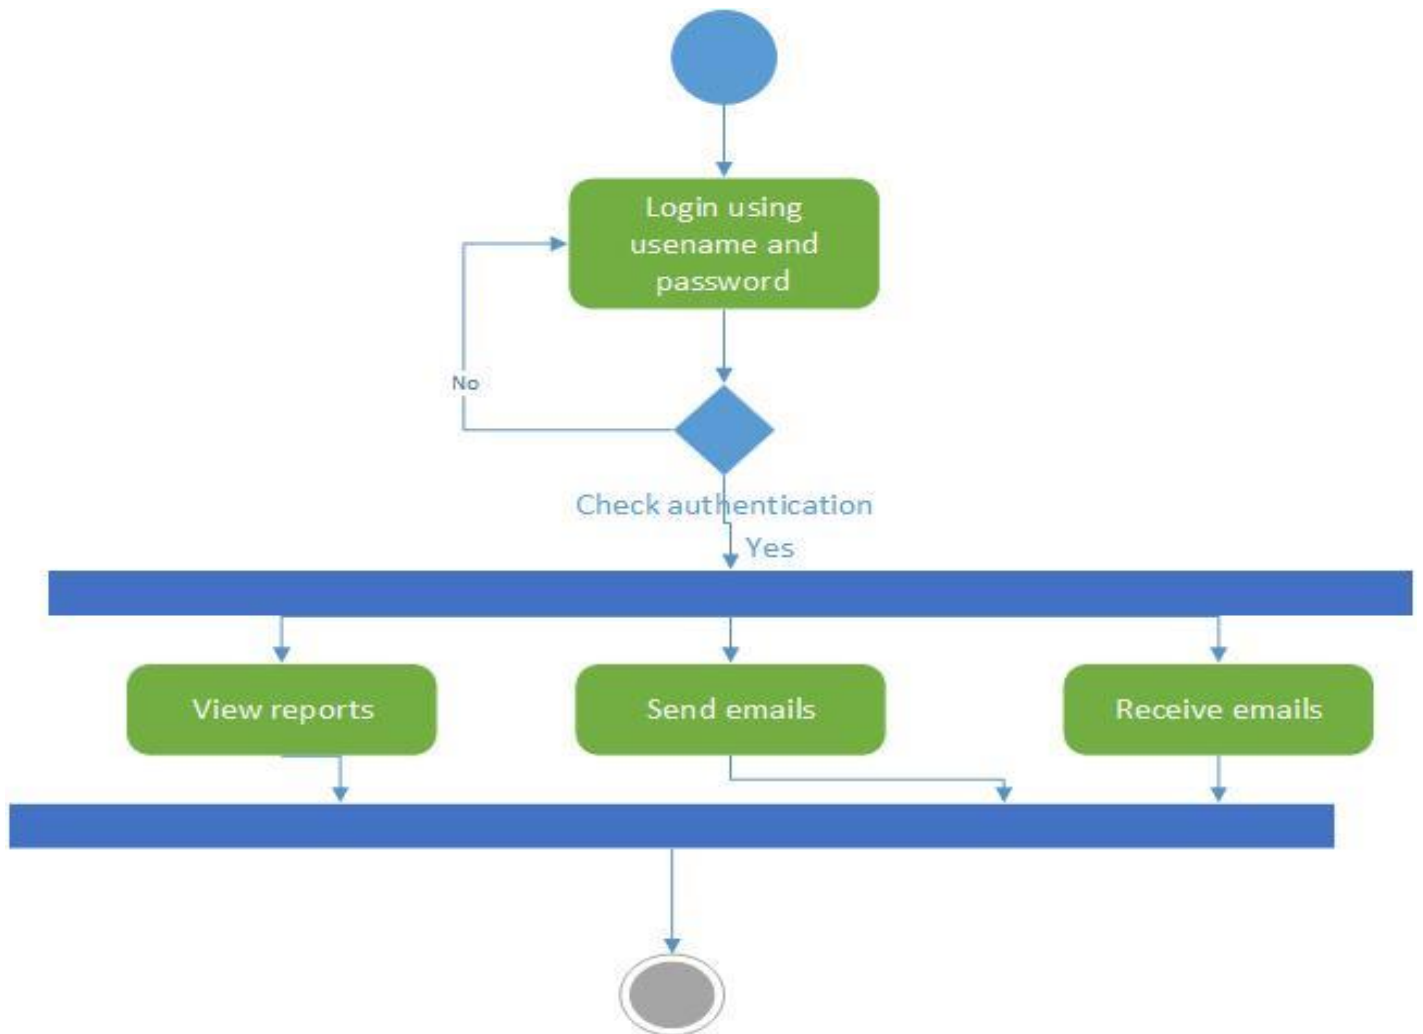 Login using
usename and
password
No
Check authentication
Yes
View reports
Send emails
Receive emails